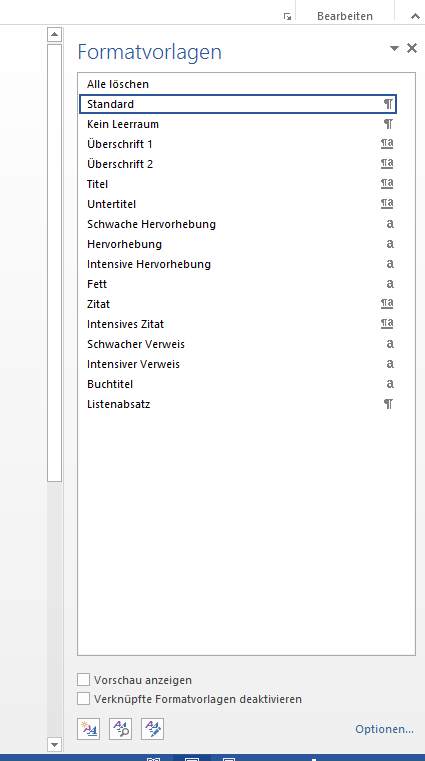 Bearbeiten
Formatvorlagen
Alle löschen
Standard ¶
Kein Leerraum ¶
Überschrift 1 ¶a
Überschrift 2 ¶a
Titel ¶a
Untertitel ¶a
Schwache Hervorhebung a
Hervorhebung a
Intensive Hervorhebung a
Fett a
Zitat ¶a
Intensives Zitat ¶a
Schwacher Verweis a
Intensiver Verweis a
Buchtitel a
Listenabsatz ¶
Vorschau anzeigen
Verknüpfte Formatvorlagen deaktivieren
Optionen...